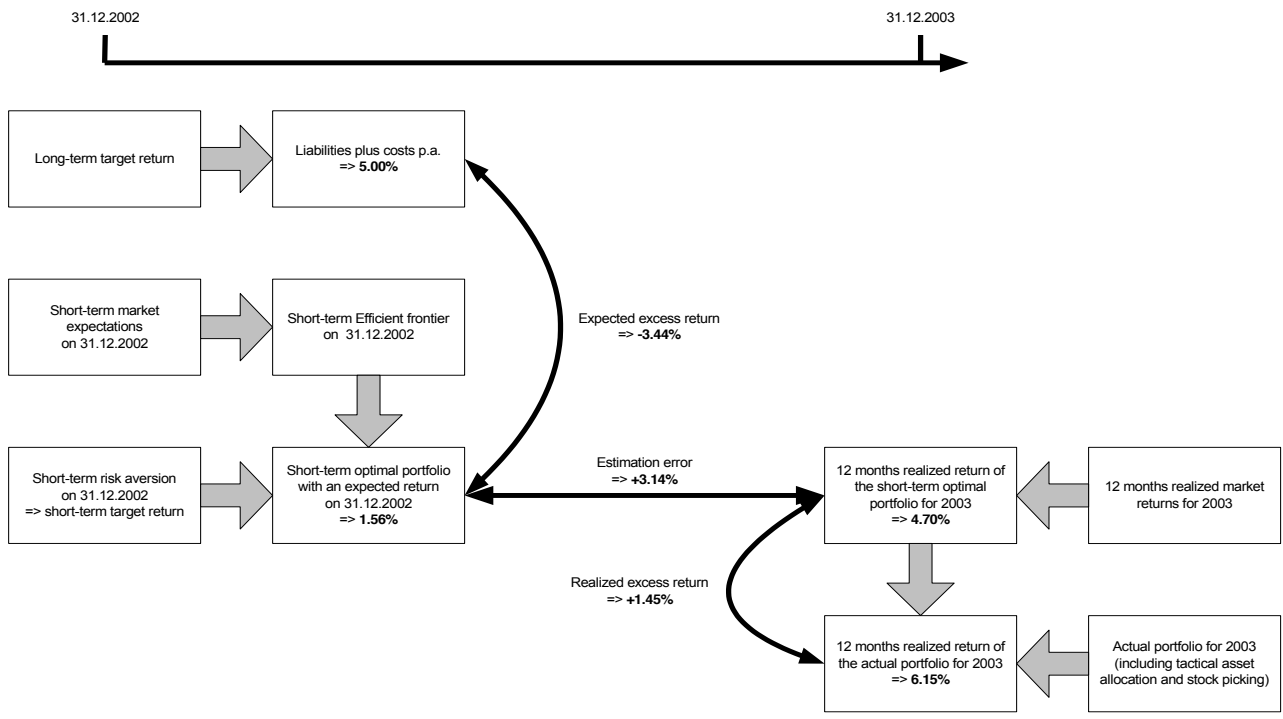 31.12.2002
31.12.2003
Long-term target return
Liabilities plus costs p.a.
=> 5.00%
Short-term market
expectations
on 31.12.2002
Short-term Efficient frontier
on 31.12.2002
Expected excess return
=> -3.44%
Short-term risk aversion
on 31.12.2002
=> short-term target return
Short-term optimal portfolio
with an expected return
on 31.12.2002
=> 1.56%
Estimation error
=> +3.14%
12 months realized return of
the short-term optimal
portfolio for 2003
=> 4.70%
12 months realized market
returns for 2003
Realized excess return
=> +1.45%
12 months realized return of
the actual portfolio for 2003
=> 6.15%
Actual portfolio for 2003
(including tactical asset
allocation and stock picking)